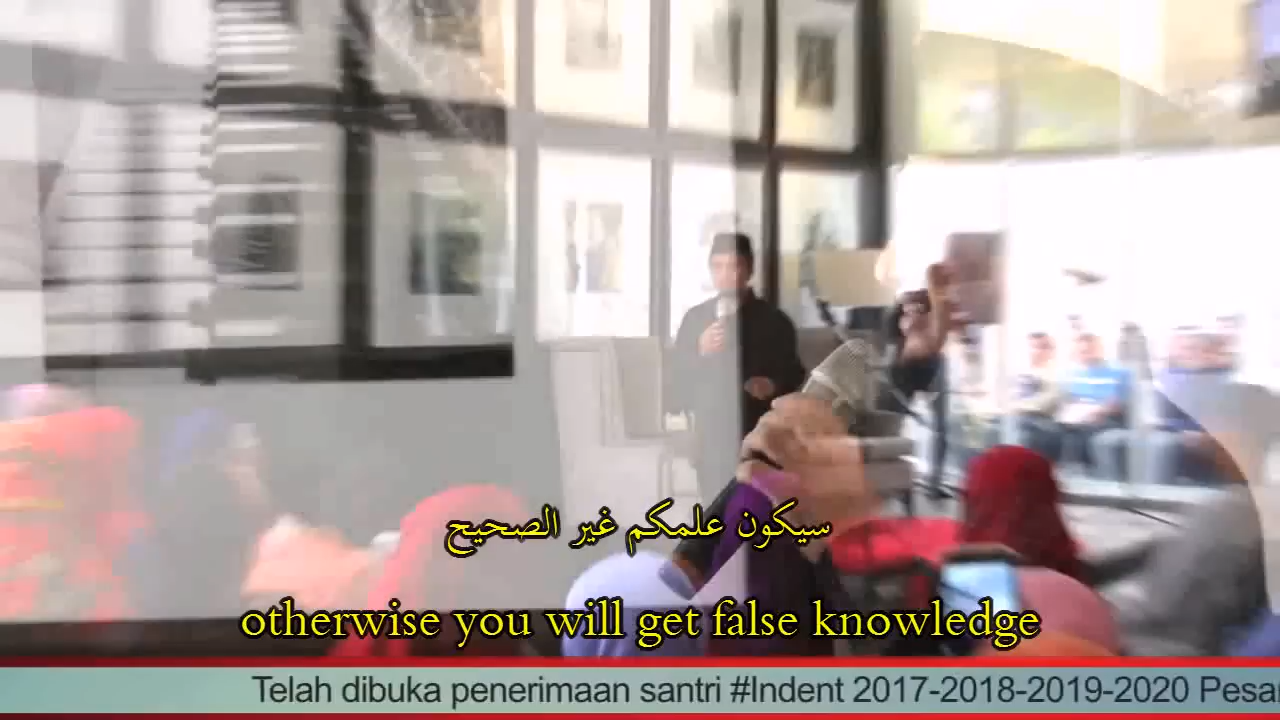 سيكون علمكم غير الصحيح
otherwise you will get false knowledge
Telah dibuka penerimaan santri #Indent 2017-2018-2019-2020